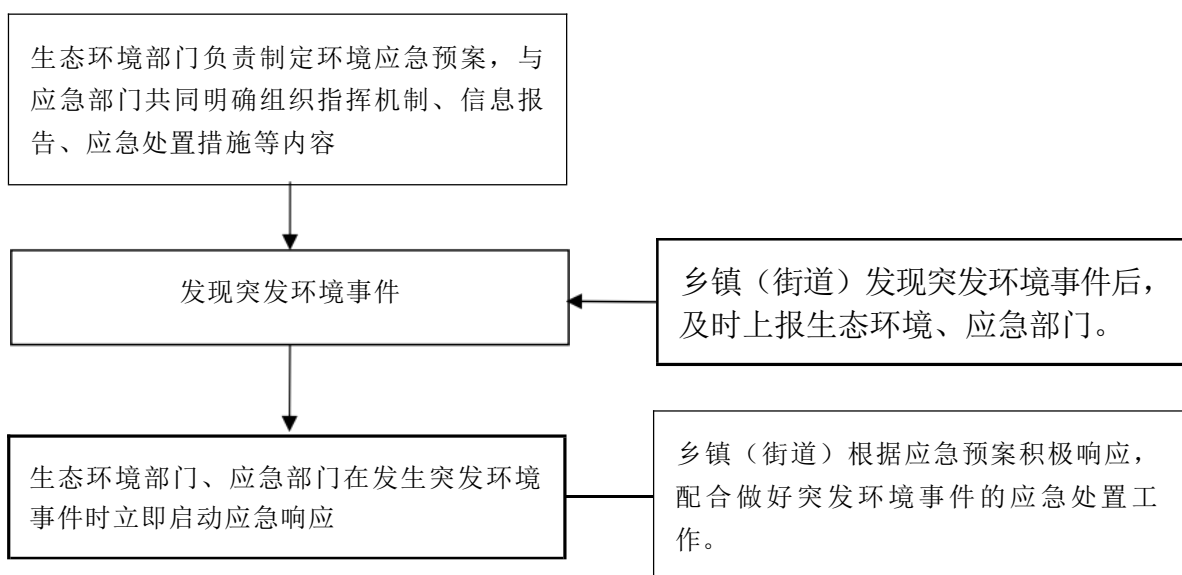 生态环境部门负责制定环境应急预案，与
应急部门共同明确组织指挥机制、信息报
告、应急处置措施等内容
发现突发环境事件
乡镇（街道）发现突发环境事件后，
及时上报生态环境、应急部门。
生态环境部门、应急部门在发生突发环境
事件时立即启动应急响应
乡镇（街道）根据应急预案积极响应，
配合做好突发环境事件的应急处置工
作。